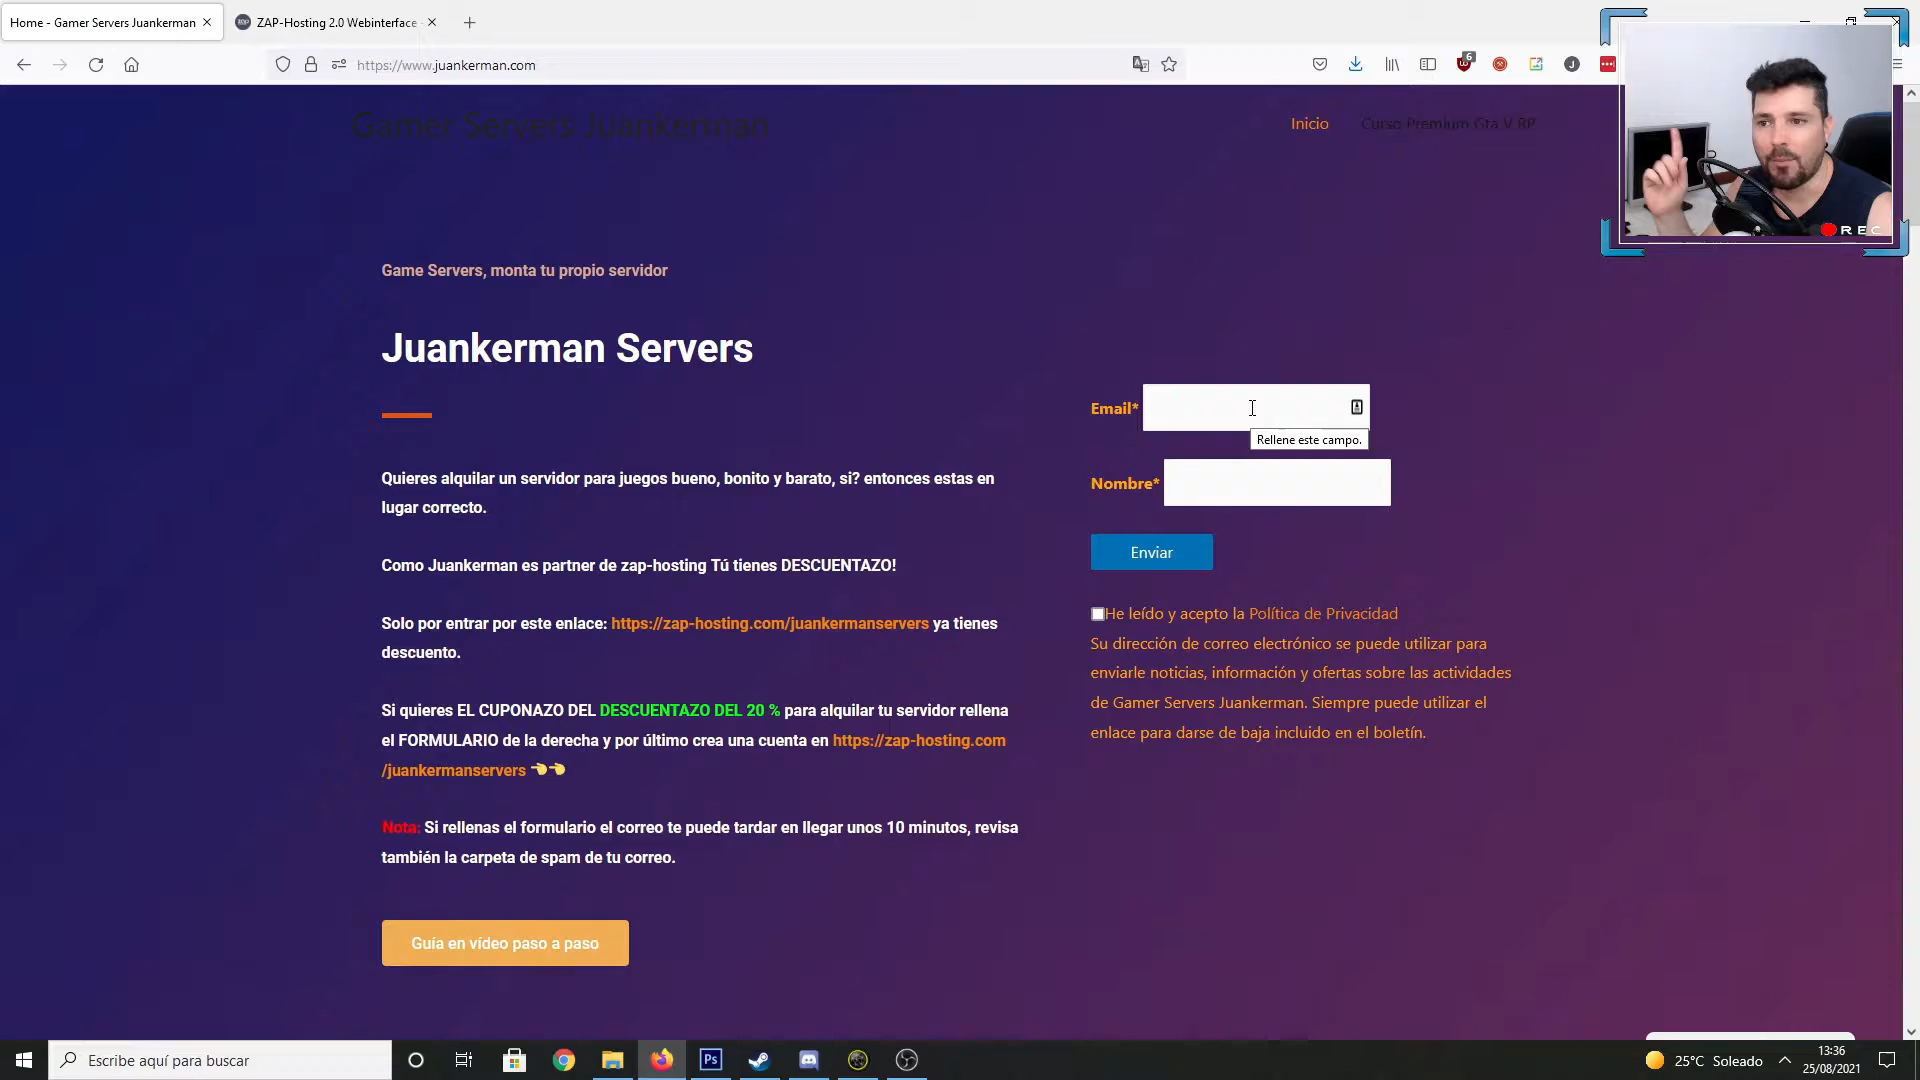 Home - Gamer Servers Juankerman
ZAP-Hosting 2.0 Webinterface
https://www.juankerman.com
6
J
Gamer Servers Juankerman
Inicio
Curso Premium Gta V RP
REC
Game Servers, monta tu propio servidor
Juankerman Servers
Email*
Rellene este campo.
Nombre*
Enviar
He leído y acepto la Política de Privacidad
Su dirección de correo electrónico se puede utilizar para
enviarle noticias, información y ofertas sobre las actividades
de Gamer Servers Juankerman. Siempre puede utilizar el
enlace para darse de baja incluido en el boletín.
Quieres alquilar un servidor para juegos bueno, bonito y barato, si? entonces estas en
lugar correcto.
Como Juankerman es partner de zap-hosting Tú tienes DESCUENTAZO!
Solo por entrar por este enlace: https://zap-hosting.com/juankermanservers ya tienes
descuento.
Si quieres EL CUPONAZO DEL DESCUENTAZO DEL 20 % para alquilar tu servidor rellena
el FORMULARIO de la derecha y por último crea una cuenta en https://zap-hosting.com
/juankermanservers
Nota: Si rellenas el formulario el correo te puede tardar en llegar unos 10 minutos, revisa
también la carpeta de spam de tu correo.
Guía en vídeo paso a paso
Escribe aquí para buscar
Ps
25°C Soleado
13:36
25/08/2021